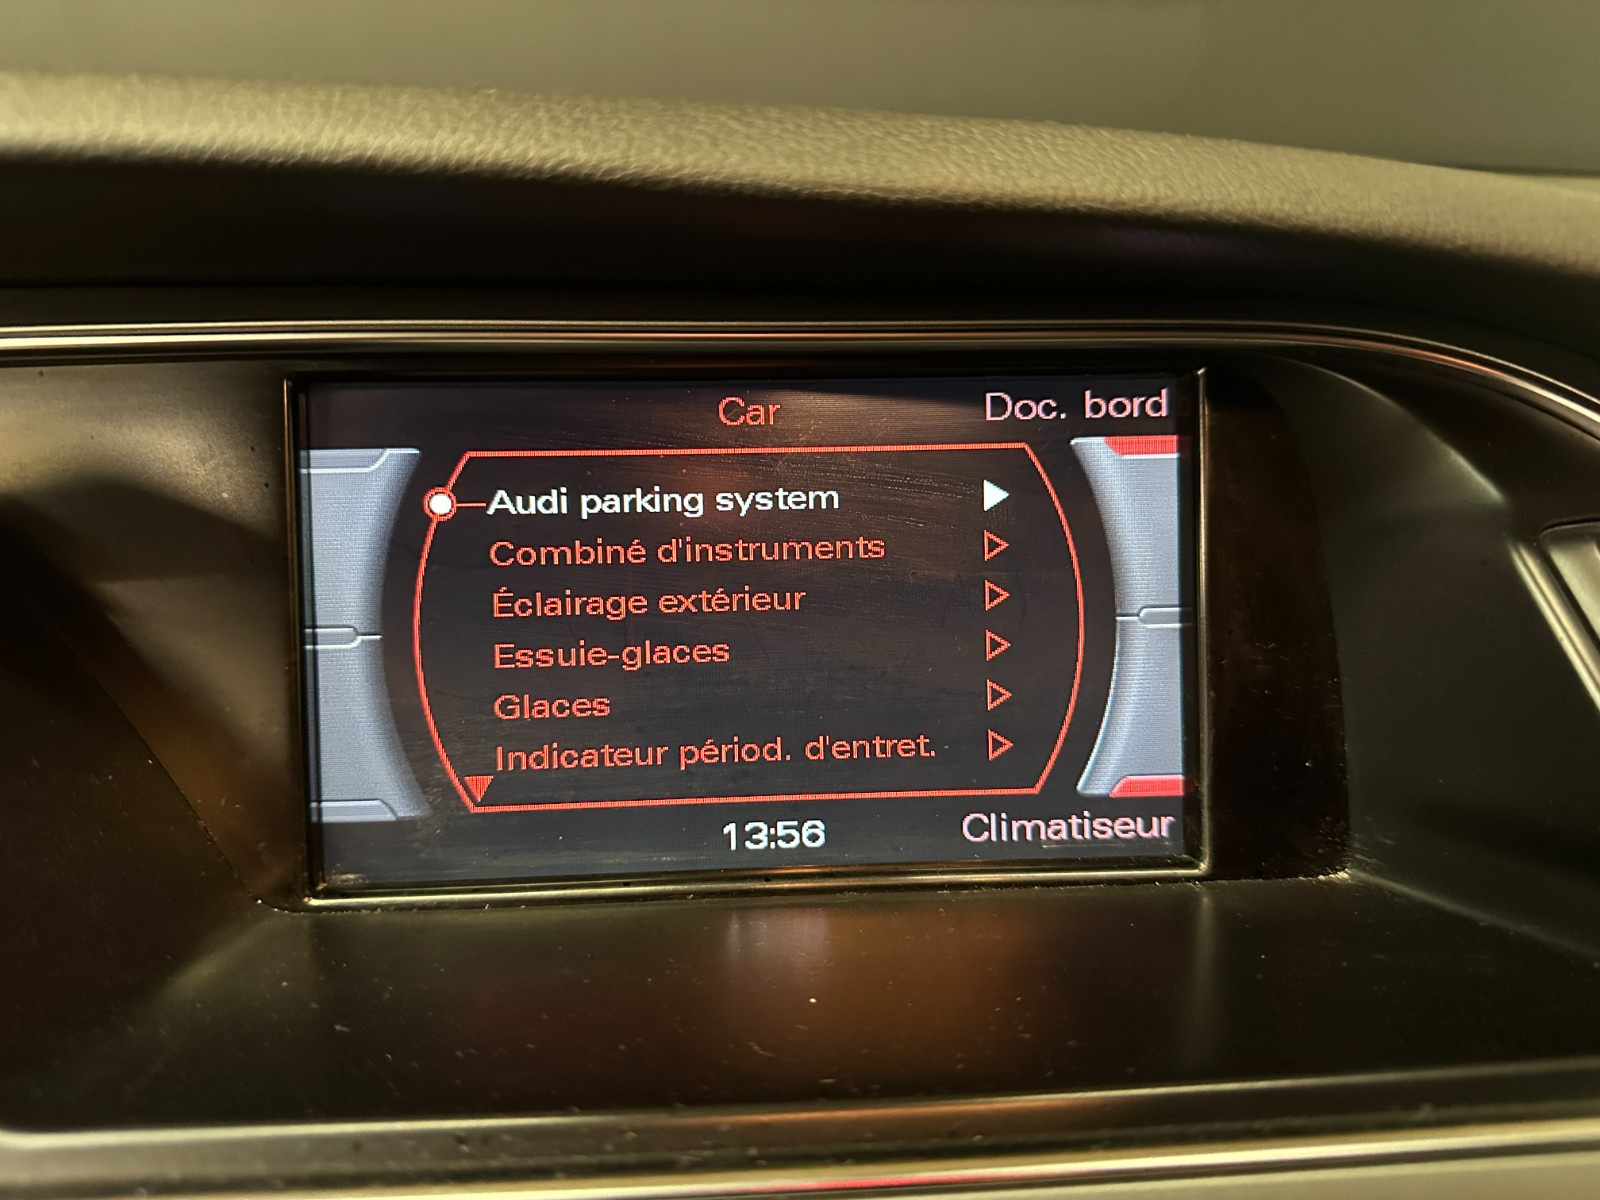 Car
Doc. bord
Audi parking system
Combiné d'instruments
Éclairage extérieur
Essuie-glaces
Glaces
Indicateur périod. d'entret.
13:56
Climatiseur